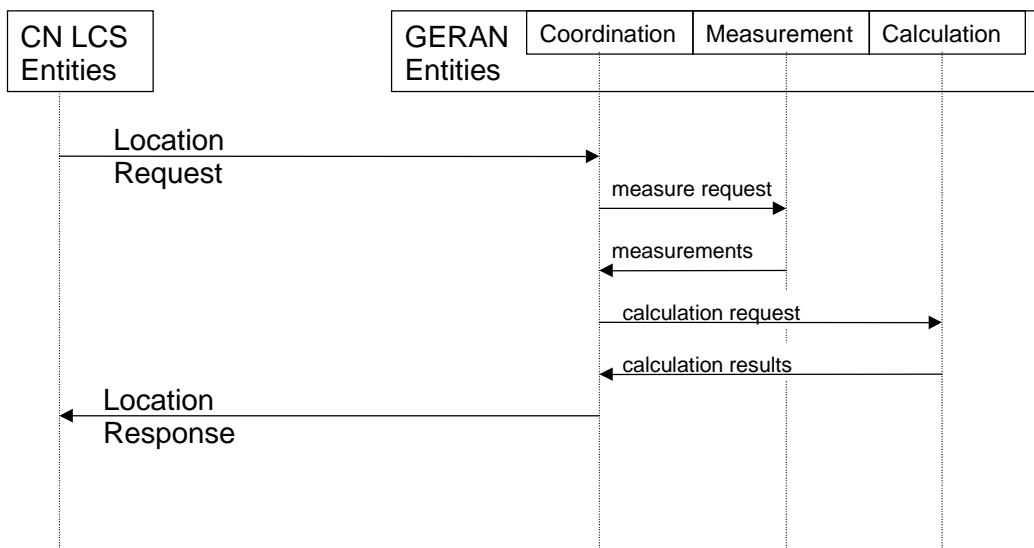 CN LCS
Entities
GERAN
Entities
Coordination
Measurement
Calculation
Location
Request
measure request
measurements
calculation request
calculation results
Location
Response